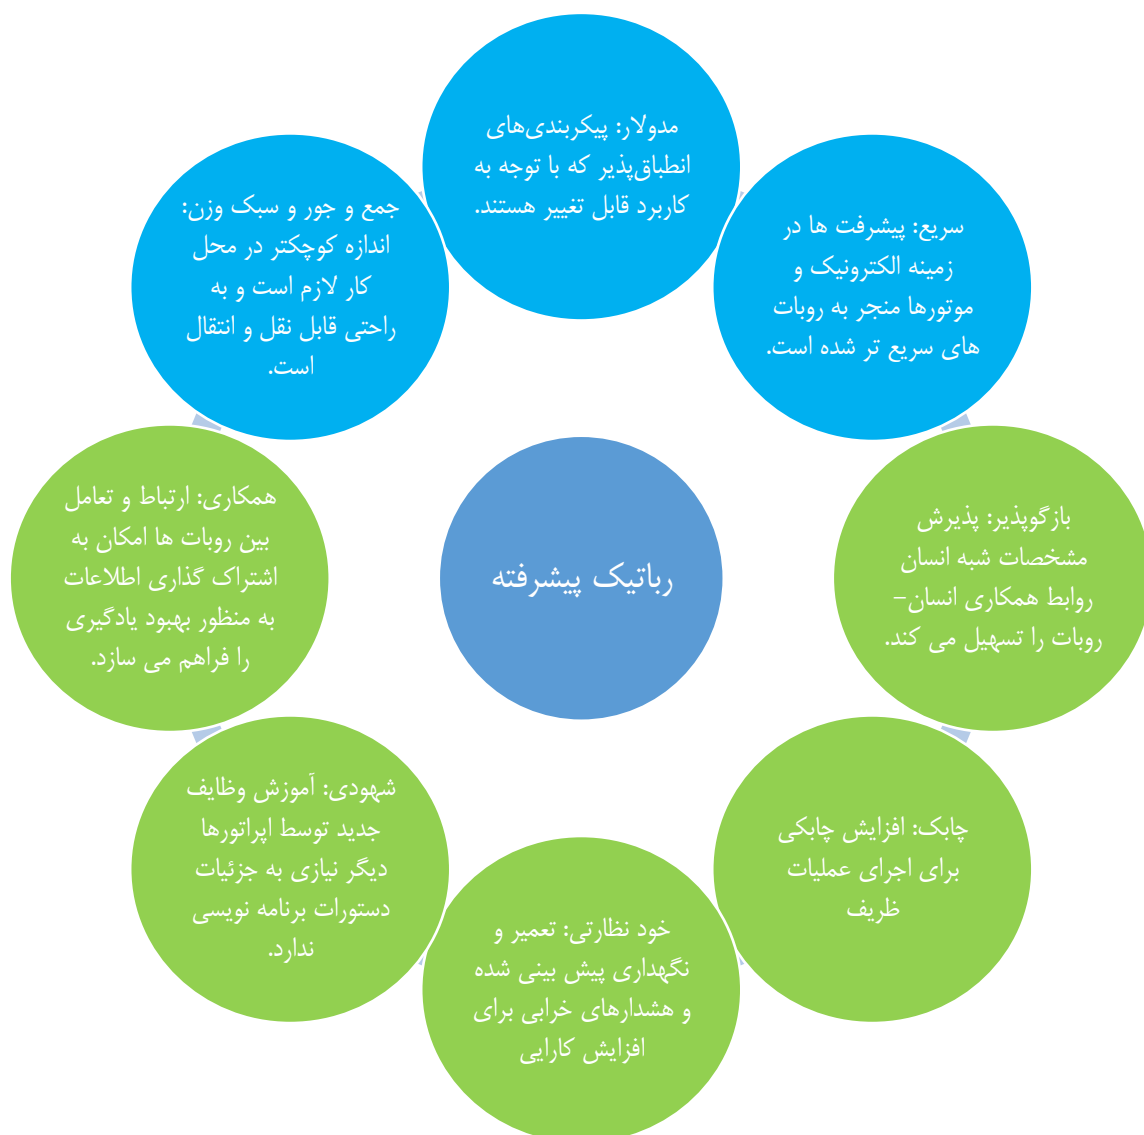 مدولار: پیکربندی‌های
انطباق‌پذیر که با توجه به
کاربرد قابل تغییر هستند.
سریع: پیشرفت ها در
زمینه الکترونیک و
موتورها منجر به روبات
های سریع تر شده است.
بازگوپذیر: پذیرش
مشخصات شبه انسان
روابط همکاری انسان-
روبات را تسهیل می کند.
چابک: افزایش چابکی
برای اجرای عملیات
ظریف
خود نظارتی: تعمیر و
نگهداری پیش بینی شده
و هشدارهای خرابی برای
افزایش کارایی
شهودی: آموزش وظایف
جدید توسط اپراتورها
دیگر نیازی به جزئیات
دستورات برنامه نویسی
ندارد.
همکاری: ارتباط و تعامل
بین روبات ها امکان به
اشتراک گذاری اطلاعات
به منظور بهبود یادگیری
را فراهم می سازد.
جمع و جور و سبک وزن:
اندازه کوچکتر در محل
کار لازم است و به
راحتی قابل نقل و انتقال
است.
رباتیک پیشرفته